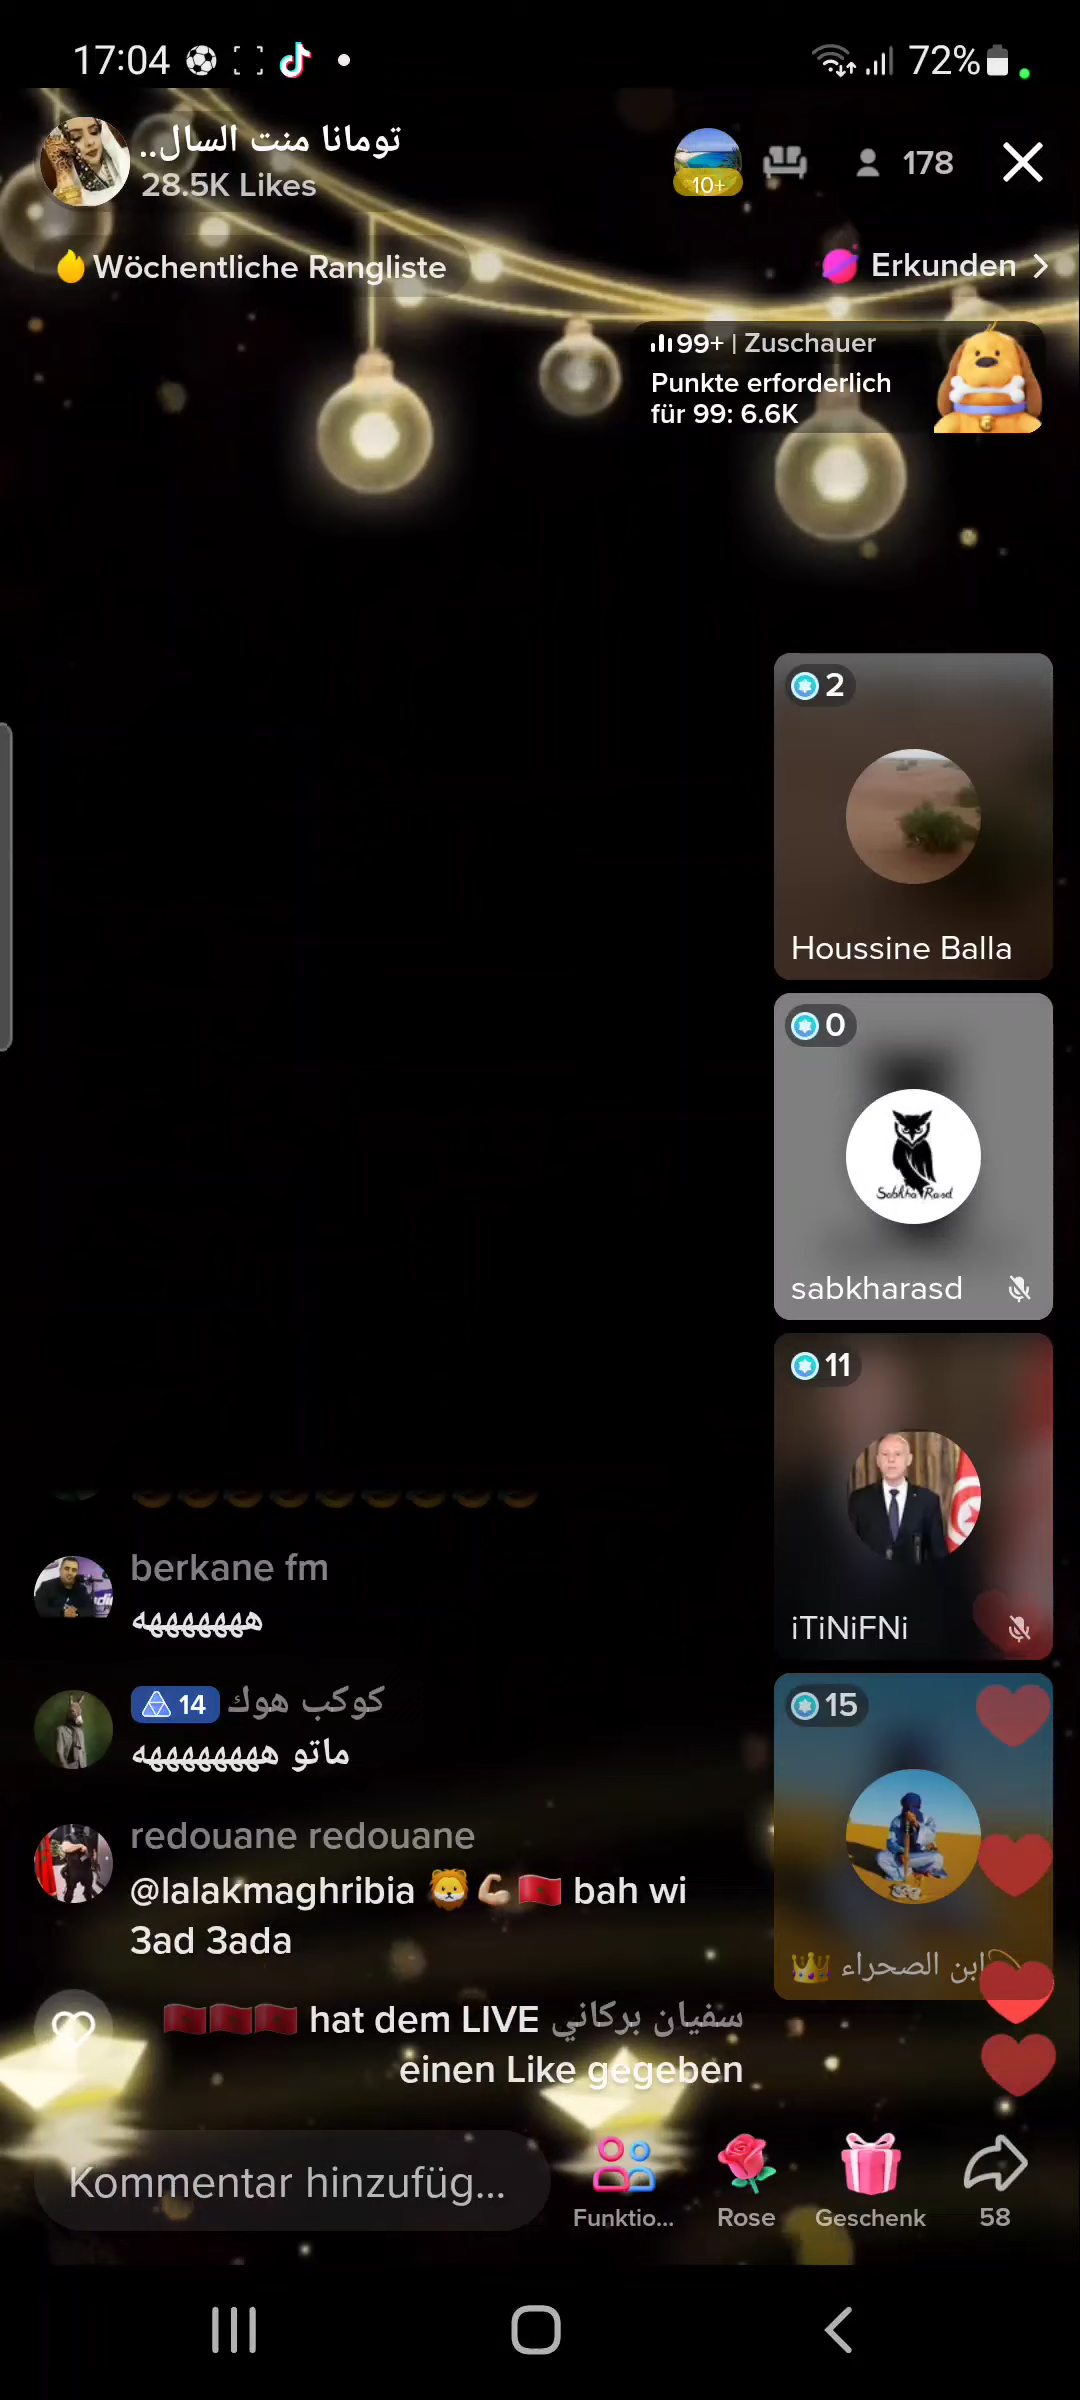 17:04
72%
تومانا منت السال..
28.5K Likes
10+
178
Wöchentliche Rangliste
Erkunden
99+ | Zuschauer
Punkte erforderlich
für 99: 6.6K
2
Houssine Balla
0
Sabkha Rasd
sabkharasd
11
iTiNiFNi
15
ابن الصحراء
berkane fm
هههههههه
14 كوكب هوك
ماتو ههههههههه
redouane redouane
@lalakmaghribia 🦁💪🏼🇲🇦 bah wi
3ad 3ada
سفيان بركاني 🇲🇦🇲🇦🇲🇦 hat dem LIVE
einen Like gegeben
Kommentar hinzufüg...
Funktio...
Rose
Geschenk
58